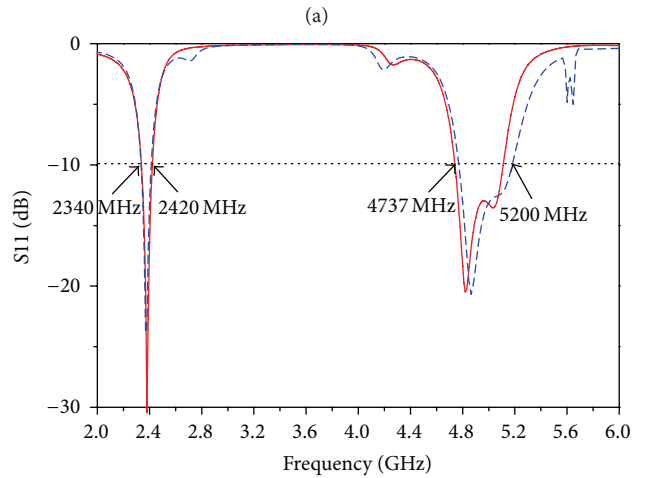 (a)
0
−10
−20
−30
S11 (dB)
2340 MHz
2420 MHz
4737 MHz
5200 MHz
2.0 2.4 2.8 3.2 3.6 4.0 4.4 4.8 5.2 5.6 6.0
Frequency (GHz)